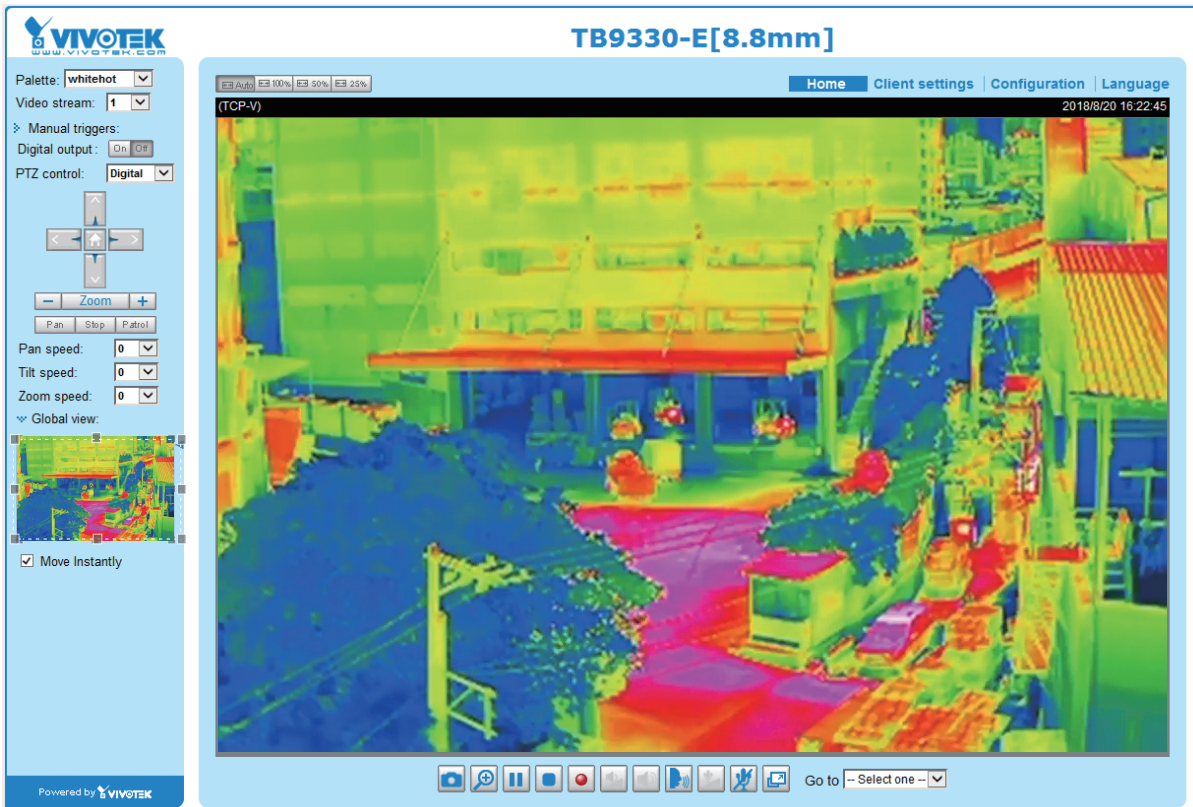 VIVOTEK
www.vivotek.com
TB9330-E[8.8mm]
Palette: whitehot
Video stream: 1
Manual triggers:
Digital output : On Off
PTZ control: Digital
Zoom
Pan Stop Patrol
Pan speed: 0
Tilt speed: 0
Zoom speed: 0
Global view:
Move Instantly
Powered by VIVOTEK
Auto 100% 50% 25%
Home Client settings Configuration Language
(TCP-V) 2018/8/20 16:22:45
Go to -- Select one --